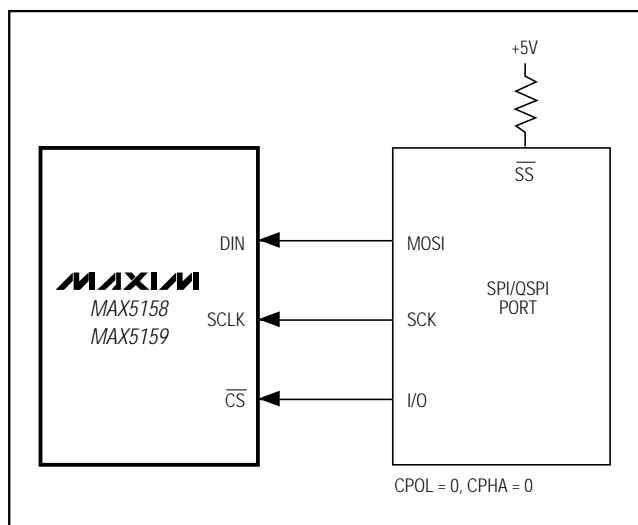 +5V
SS
DIN
MOSI
MAXIM
MAX5158
MAX5159
SCLK
SCK
SPI/QSPI
PORT
CS
I/O
CPOL = 0, CPHA = 0